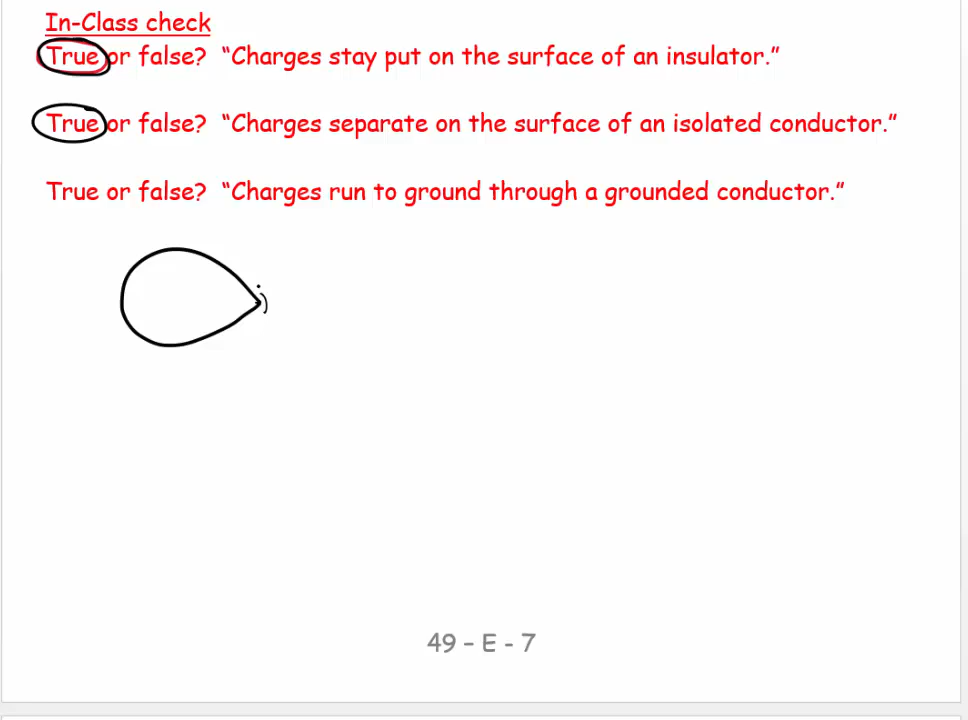 In-Class check
True or false? “Charges stay put on the surface of an insulator.”
True or false? “Charges separate on the surface of an isolated conductor.”
True or false? “Charges run to ground through a grounded conductor.”
49 – E - 7